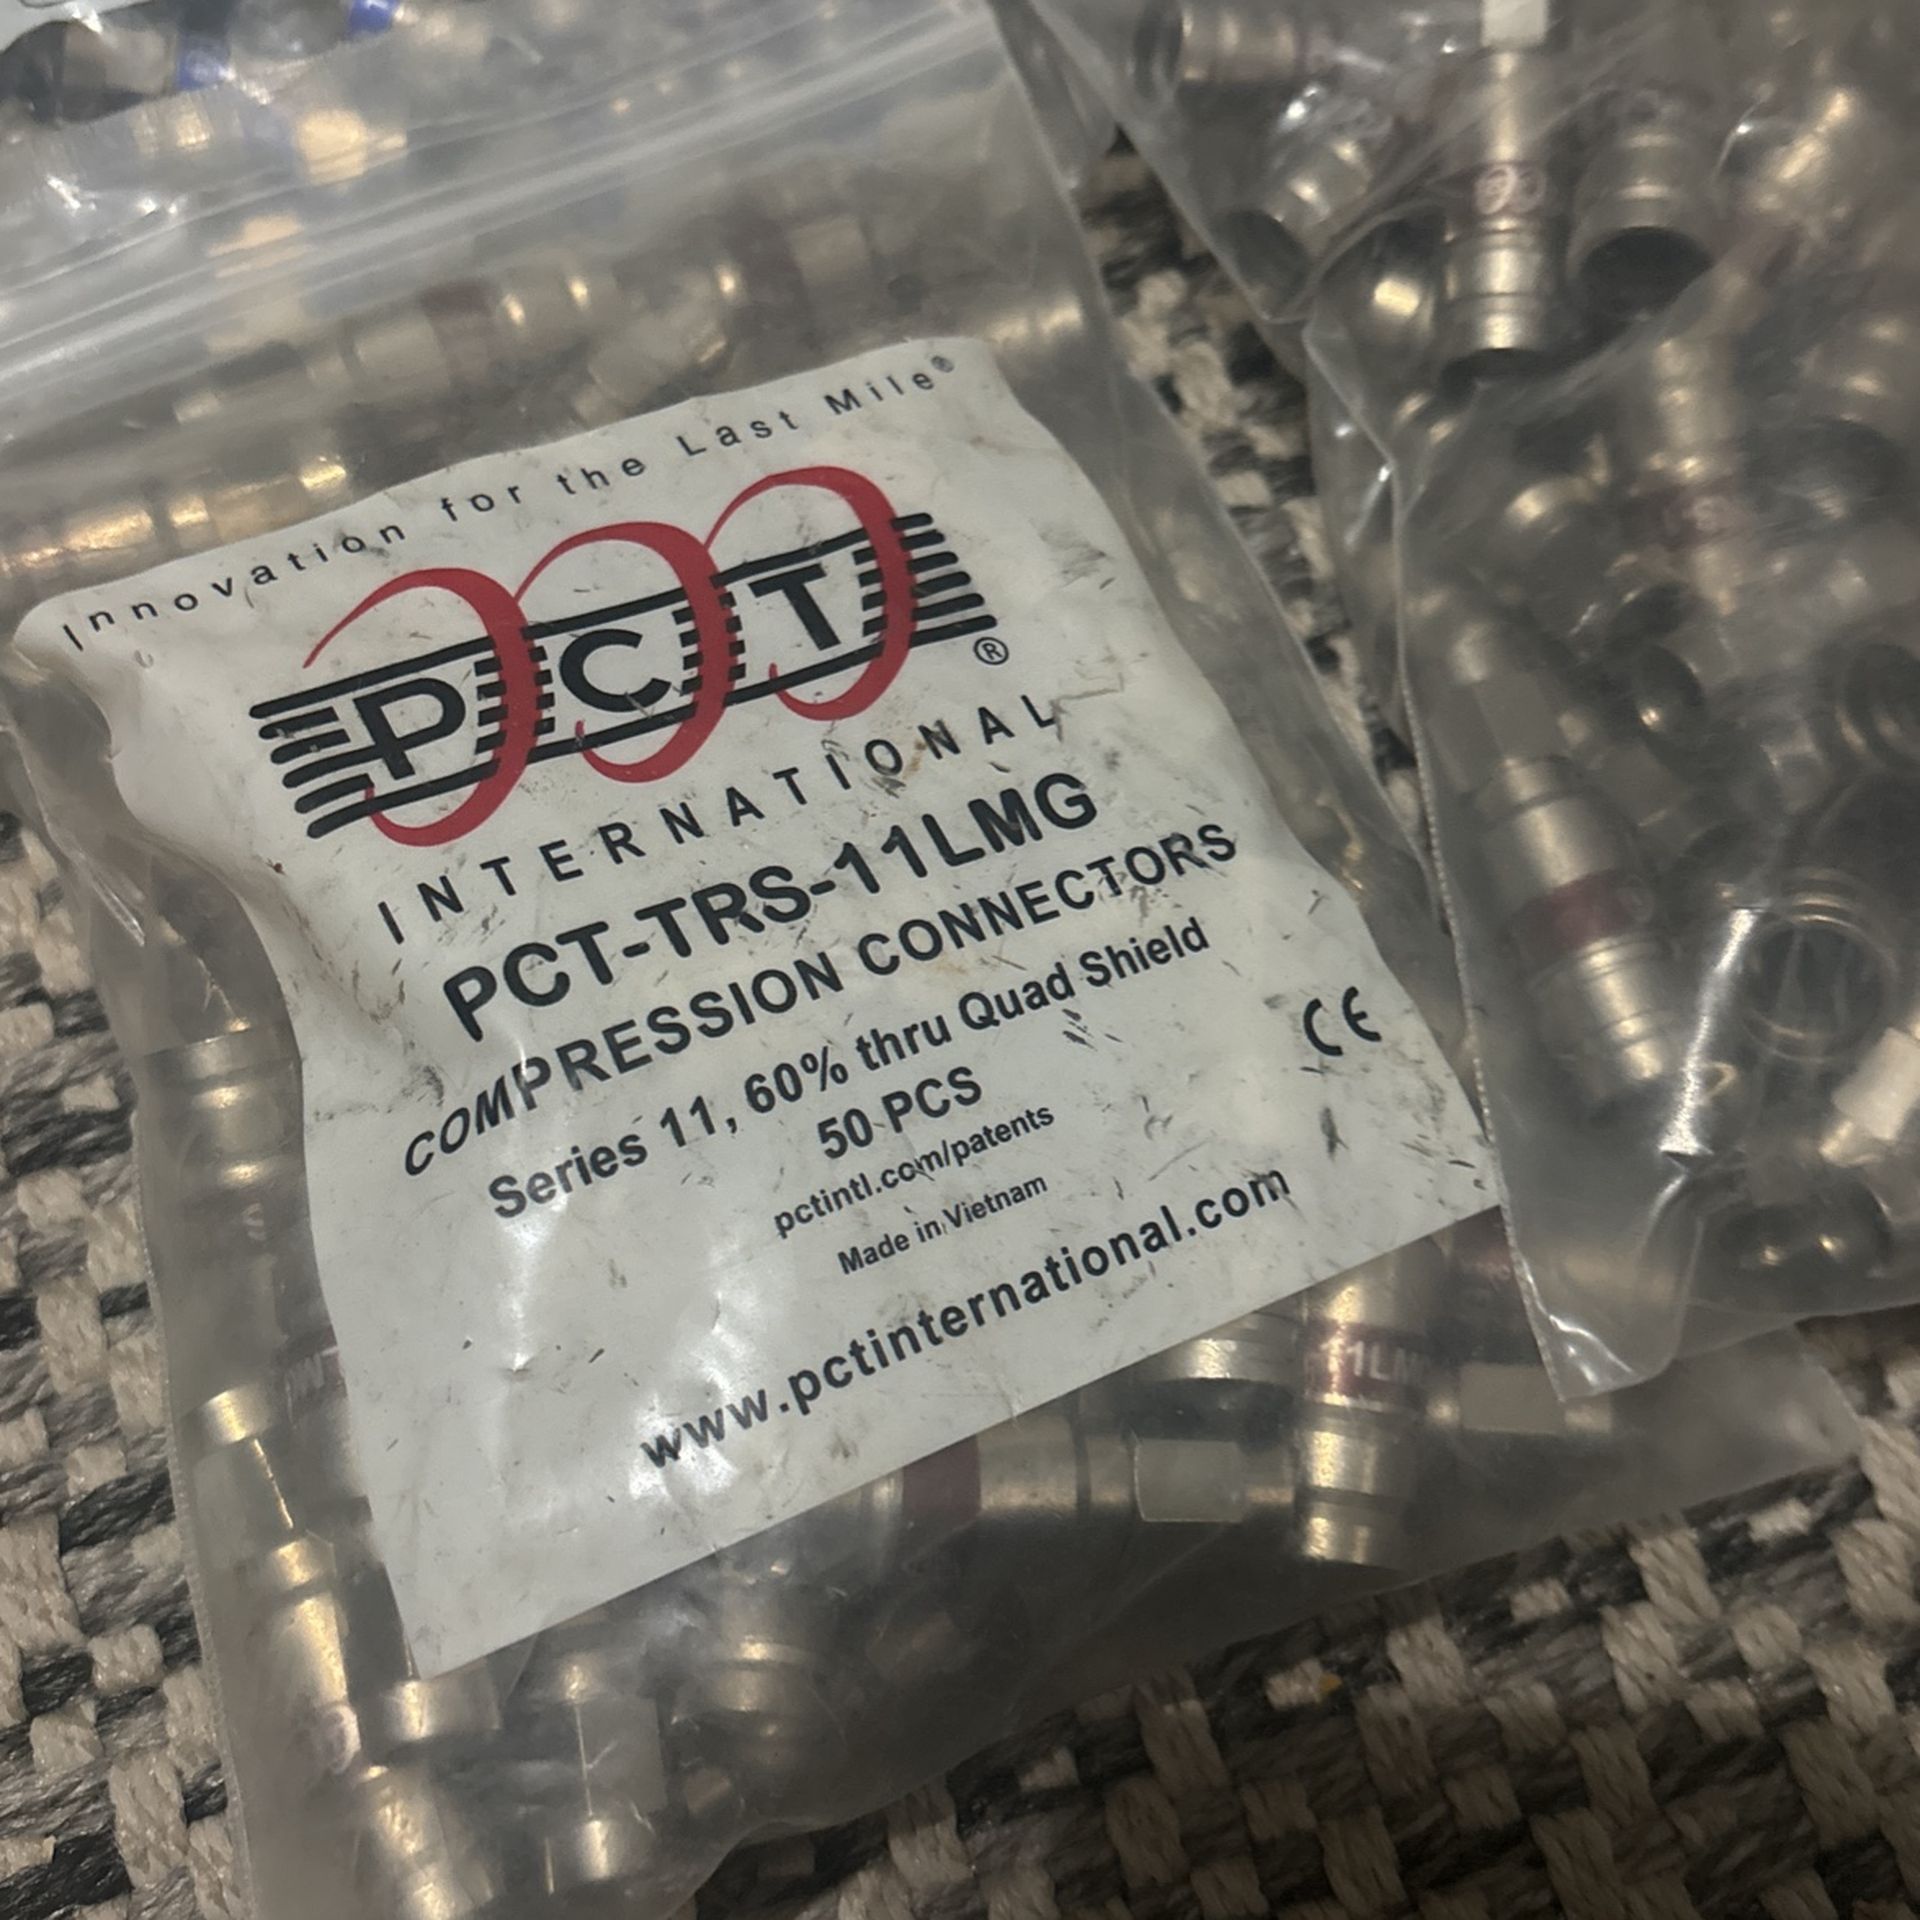 Innovation for the Last Mile®
PCT®
INTERNATIONAL
PCT-TRS-11LMG
COMPRESSION CONNECTORS
Series 11, 60% thru Quad Shield
50 PCS
CE
pctintl.com/patents
Made in Vietnam
www.pctinternational.com